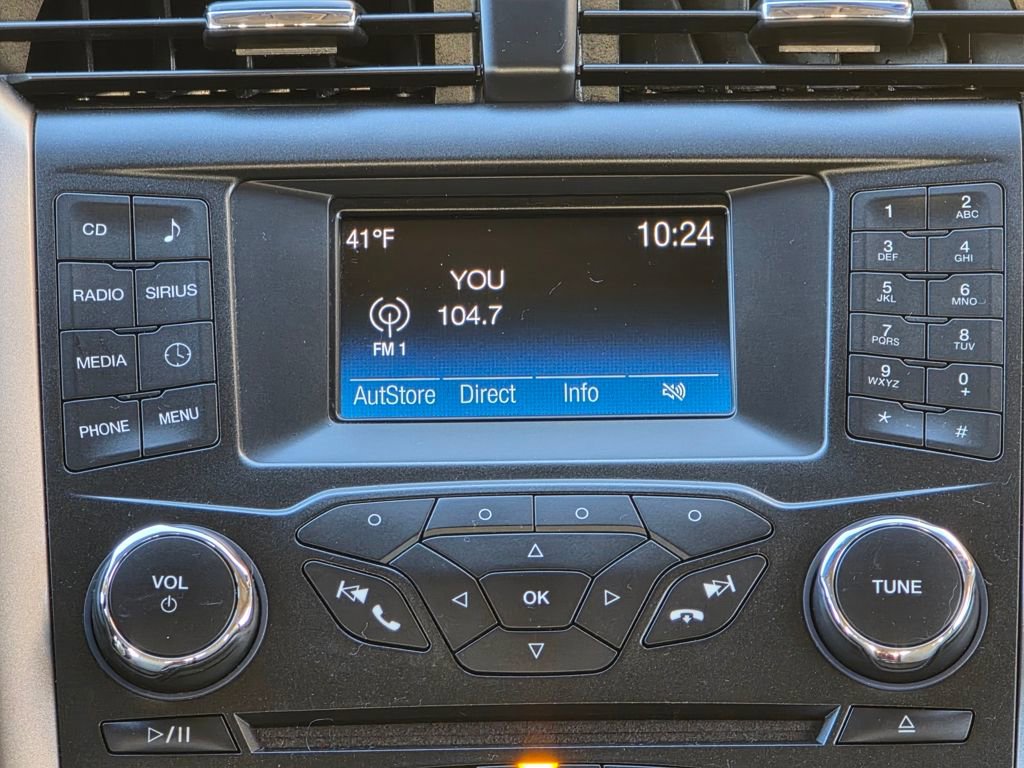 41°F 10:24
YOU
104.7
FM 1
AutStore Direct Info
CD
RADIO SIRIUS
MEDIA
PHONE MENU
1 2 ABC
3 DEF 4 GHI
5 JKL 6 MNO
7 PQRS 8 TUV
9 WXYZ 0 +
* #
VOL
OK
TUNE